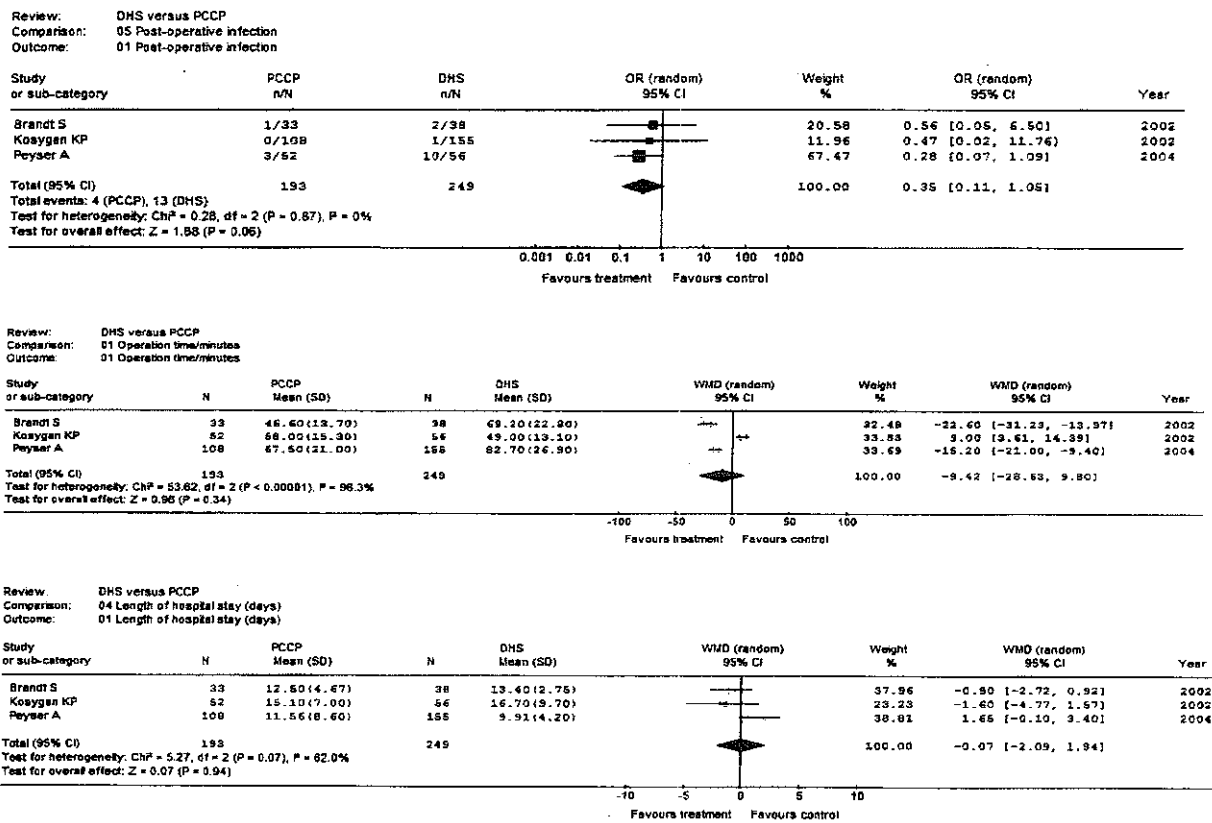 Review: DHS versus PCCP
Comparison: 05 Post-operative infection
Outcome: 01 Post-operative infection
Study or sub-category PCCP n/N DHS n/N OR (random) 95% CI Weight % OR (random) 95% CI Year
Brandt S 1/33 2/38 20.58 0.56 [0.05, 6.50] 2002
Kosygan KP 0/108 1/155 11.96 0.47 [0.02, 11.76] 2002
Peyser A 3/52 10/56 67.47 0.28 [0.07, 1.09] 2004
Total (95% CI) 193 249 100.00 0.35 [0.11, 1.05]
Total events: 4 (PCCP), 13 (DHS)
Test for heterogeneity: Chi² = 0.28, df = 2 (P = 0.87), I² = 0%
Test for overall effect: Z = 1.88 (P = 0.06)
0.001 0.01 0.1 1 10 100 1000
Favours treatment Favours control
Review: DHS versus PCCP
Comparison: 01 Operation time/minutes
Outcome: 01 Operation time/minutes
Study or sub-category N PCCP Mean (SD) N DHS Mean (SD) WMD (random) 95% CI Weight % WMD (random) 95% CI Year
Brandt S 33 46.60(13.70) 38 69.20(22.80) 32.48 -22.60 [-31.23, -13.97] 2002
Kosygan KP 52 58.00(15.30) 56 49.00(13.10) 33.83 9.00 [3.61, 14.39] 2002
Peyser A 108 67.50(21.00) 155 82.70(26.90) 33.69 -15.20 [-21.00, -9.40] 2004
Total (95% CI) 193 249 100.00 -9.42 [-28.63, 9.80]
Test for heterogeneity: Chi² = 53.62, df = 2 (P < 0.00001), I² = 96.3%
Test for overall effect: Z = 0.96 (P = 0.34)
-100 -50 0 50 100
Favours treatment Favours control
Review: DHS versus PCCP
Comparison: 04 Length of hospital stay (days)
Outcome: 01 Length of hospital stay (days)
Study or sub-category N PCCP Mean (SD) N DHS Mean (SD) WMD (random) 95% CI Weight % WMD (random) 95% CI Year
Brandt S 33 12.50(4.67) 38 13.40(2.75) 37.96 -0.90 [-2.72, 0.92] 2002
Kosygan KP 52 15.10(7.00) 56 16.70(9.70) 23.23 -1.60 [-4.77, 1.57] 2002
Peyser A 108 11.56(8.60) 155 9.91(4.20) 38.81 1.65 [-0.10, 3.40] 2004
Total (95% CI) 193 249 100.00 -0.07 [-2.09, 1.94]
Test for heterogeneity: Chi² = 5.27, df = 2 (P = 0.07), I² = 62.0%
Test for overall effect: Z = 0.07 (P = 0.94)
-10 -5 0 5 10
Favours treatment Favours control